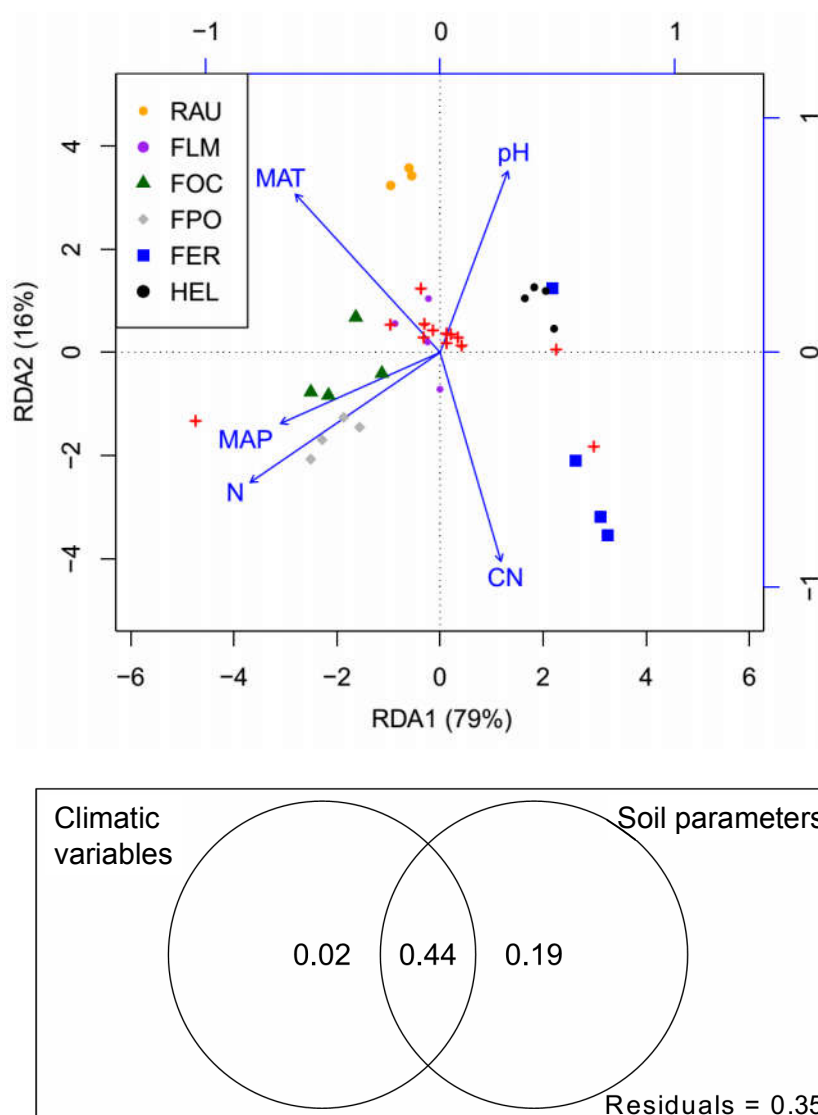 −1 0 1
RAU
FLM
FOC
FPO
FER
HEL
MAT
pH
MAP
N
CN
4
2
0
−2
−4
RDA2 (16%)
1
0
−1
−6 −4 −2 0 2 4 6
RDA1 (79%)
Climatic
variables
Soil parameters
0.02 0.44 0.19
Residuals = 0.35